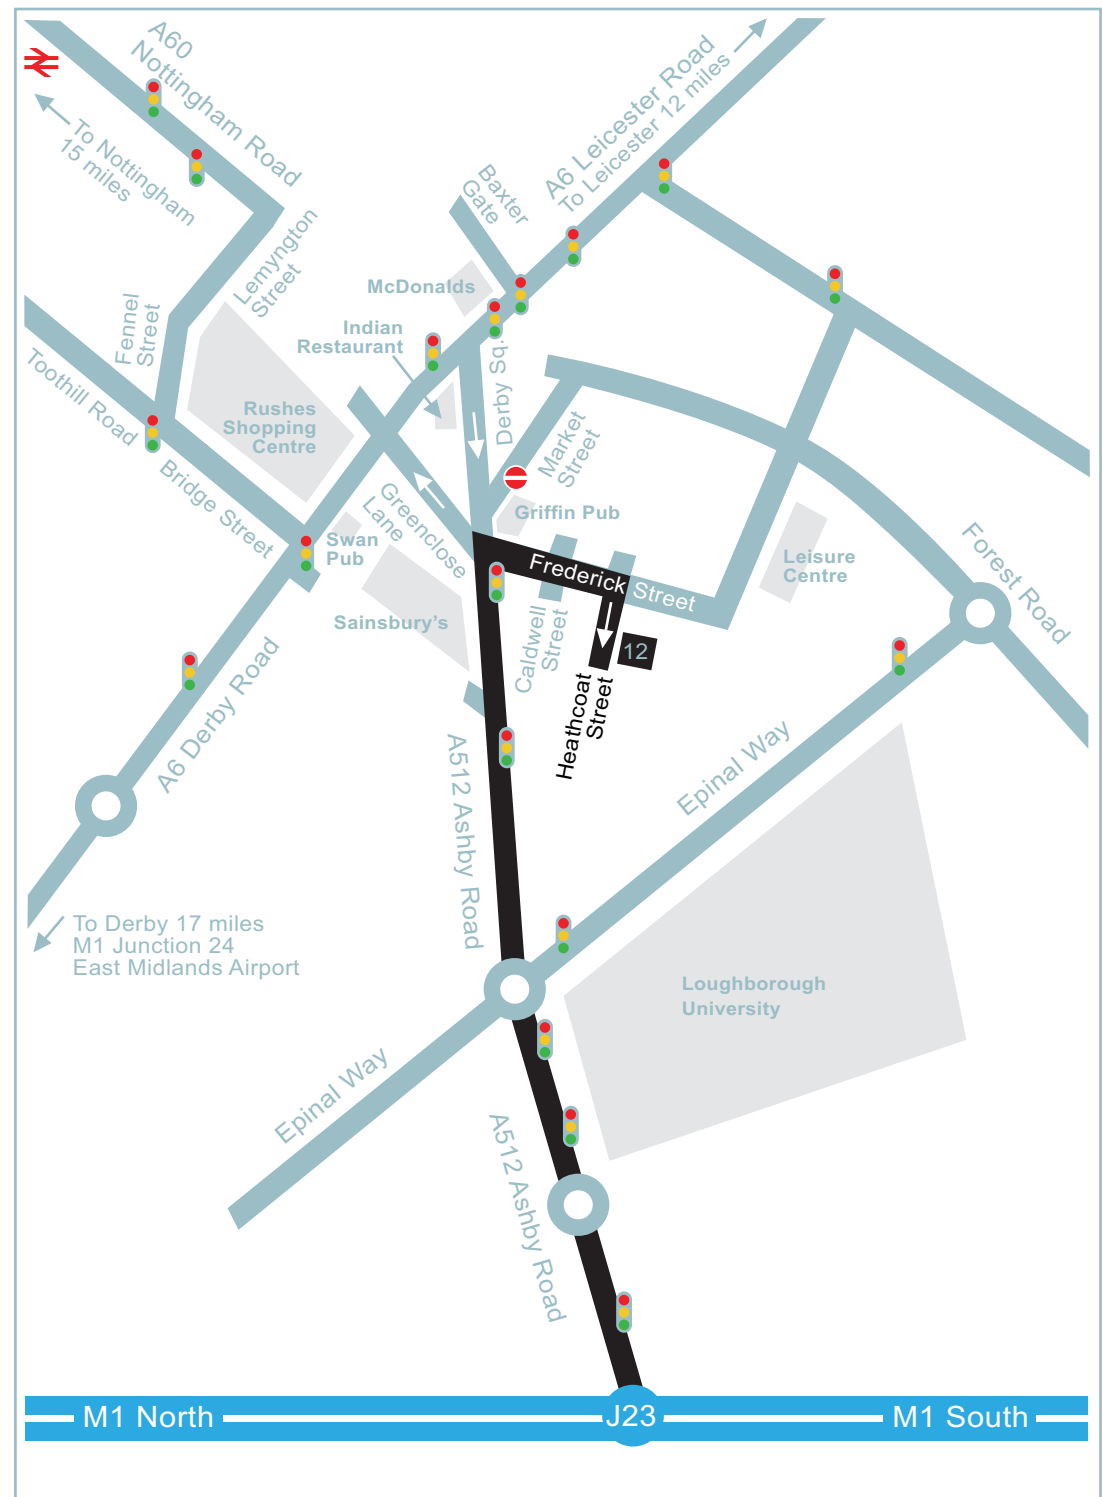 A60
Nottingham Road
To Nottingham
15 miles
A6 Leicester Road
To Leicester 12 miles
Baxter
Gate
Lemyngton
Street
Fennel
Street
McDonalds
Indian
Restaurant
Derby Sq.
Toothill Road
Rushes
Shopping
Centre
Market
Street
Bridge Street
Greenclose
Lane
Griffin Pub
Swan
Pub
Frederick Street
Leisure
Centre
Forest Road
Sainsbury's
Caldwell
Street
12
Heathcoat
Street
A6 Derby Road
A512 Ashby Road
Epinal Way
To Derby 17 miles
M1 Junction 24
East Midlands Airport
Loughborough
University
Epinal Way
A512 Ashby Road
M1 North
J23
M1 South